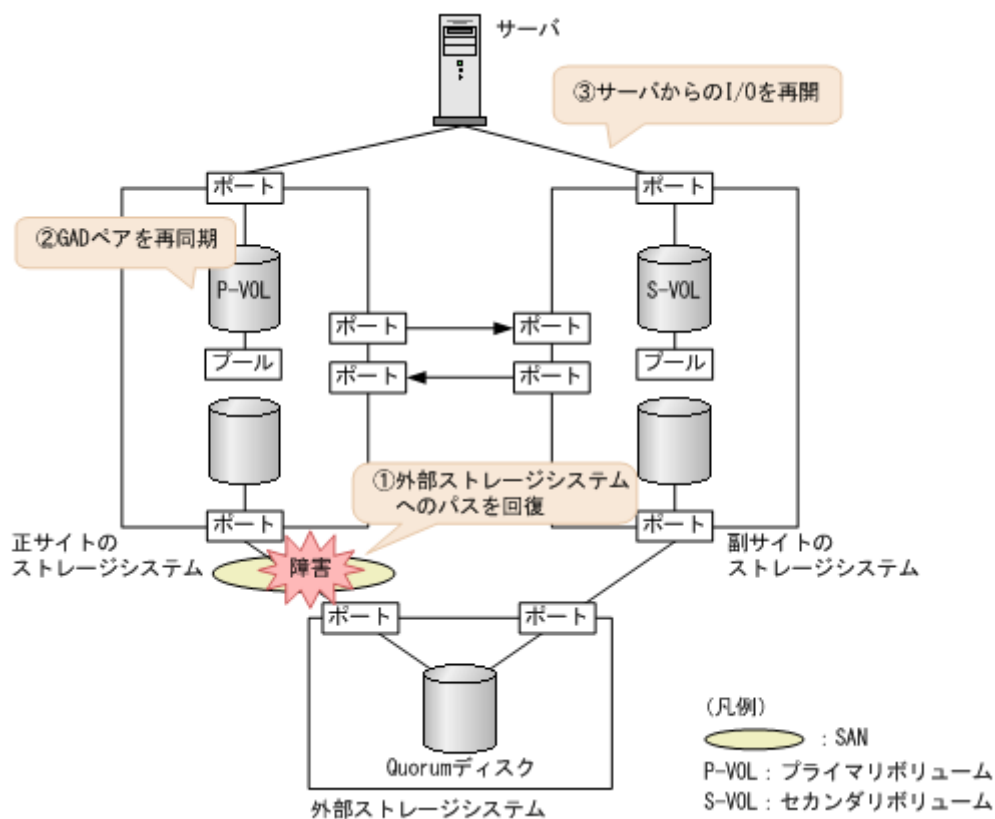 サーバ
③サーバからのI/Oを再開
ポート
ポート
②GADペアを再同期
P-VOL
S-VOL
ポート
ポート
プール
ポート
ポート
プール
①外部ストレージシステム
へのパスを回復
ポート
ポート
正サイトの
ストレージシステム
障害
副サイトの
ストレージシステム
ポート
ポート
Quorumディスク
外部ストレージシステム
(凡例)
：SAN
P-VOL：プライマリボリューム
S-VOL：セカンダリボリューム